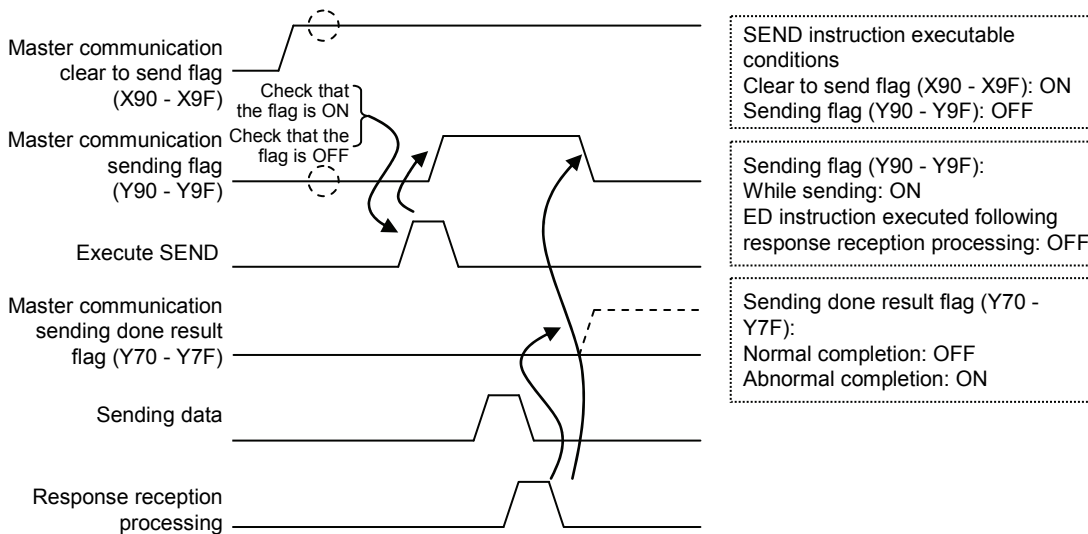 Master communication
clear to send flag
(X90 - X9F)
Check that
the flag is ON
Check that the
flag is OFF
Master communication
sending flag
(Y90 - Y9F)
Execute SEND
Master communication
sending done result
flag (Y70 - Y7F)
Sending data
Response reception
processing
SEND instruction executable
conditions
Clear to send flag (X90 - X9F): ON
Sending flag (Y90 - Y9F): OFF
Sending flag (Y90 - Y9F):
While sending: ON
ED instruction executed following
response reception processing: OFF
Sending done result flag (Y70 -
Y7F):
Normal completion: OFF
Abnormal completion: ON